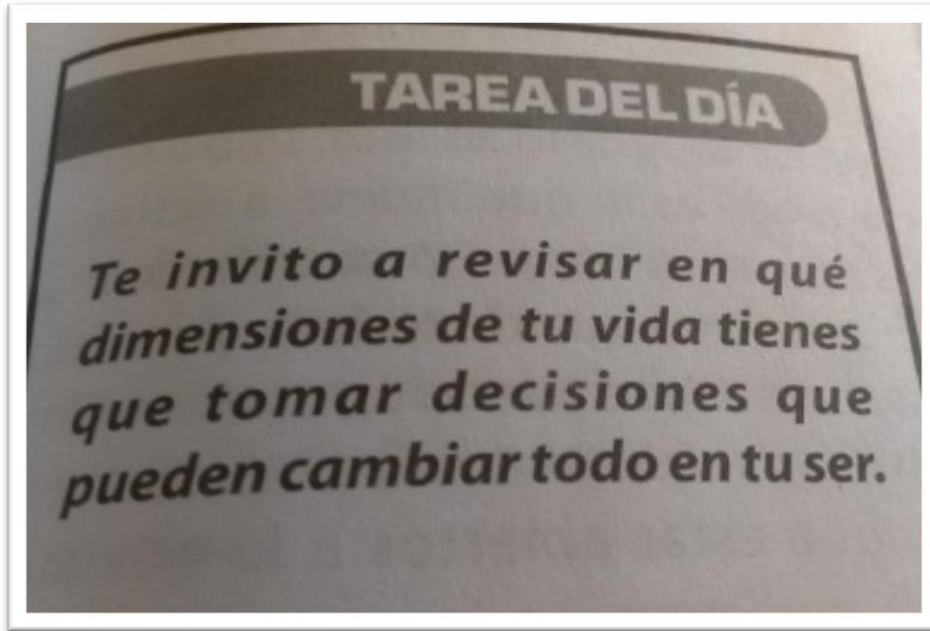 TAREA DEL DÍA
Te invito a revisar en qué
dimensiones de tu vida tienes
que tomar decisiones que
pueden cambiar todo en tu ser.